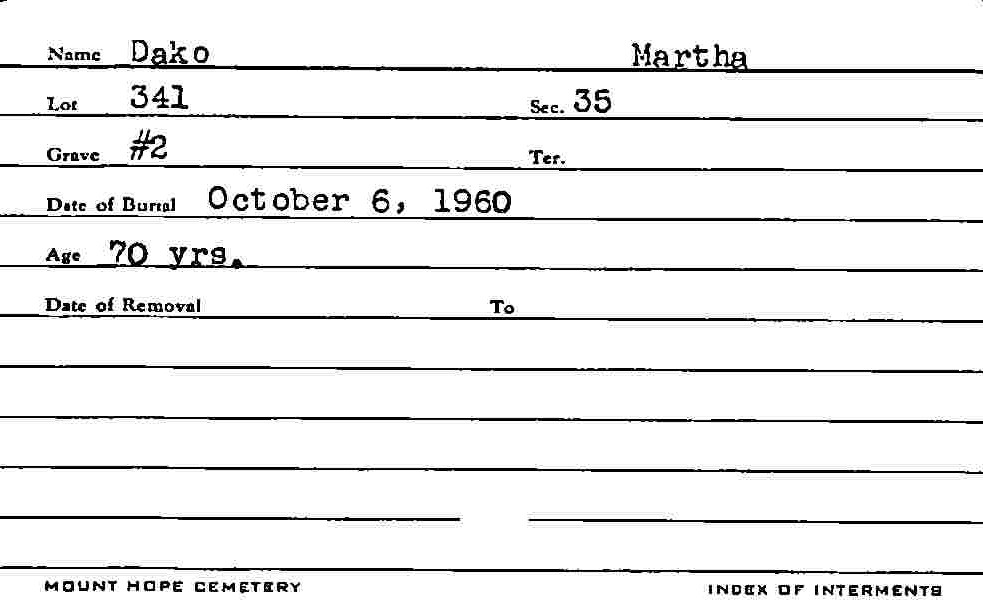 Name Dako Martha
Lot 341 Sec. 35
Grave #2 Ter.
Date of Burial October 6, 1960
Age 70 yrs.
Date of Removal To
MOUNT HOPE CEMETERY INDEX OF INTERMENTS